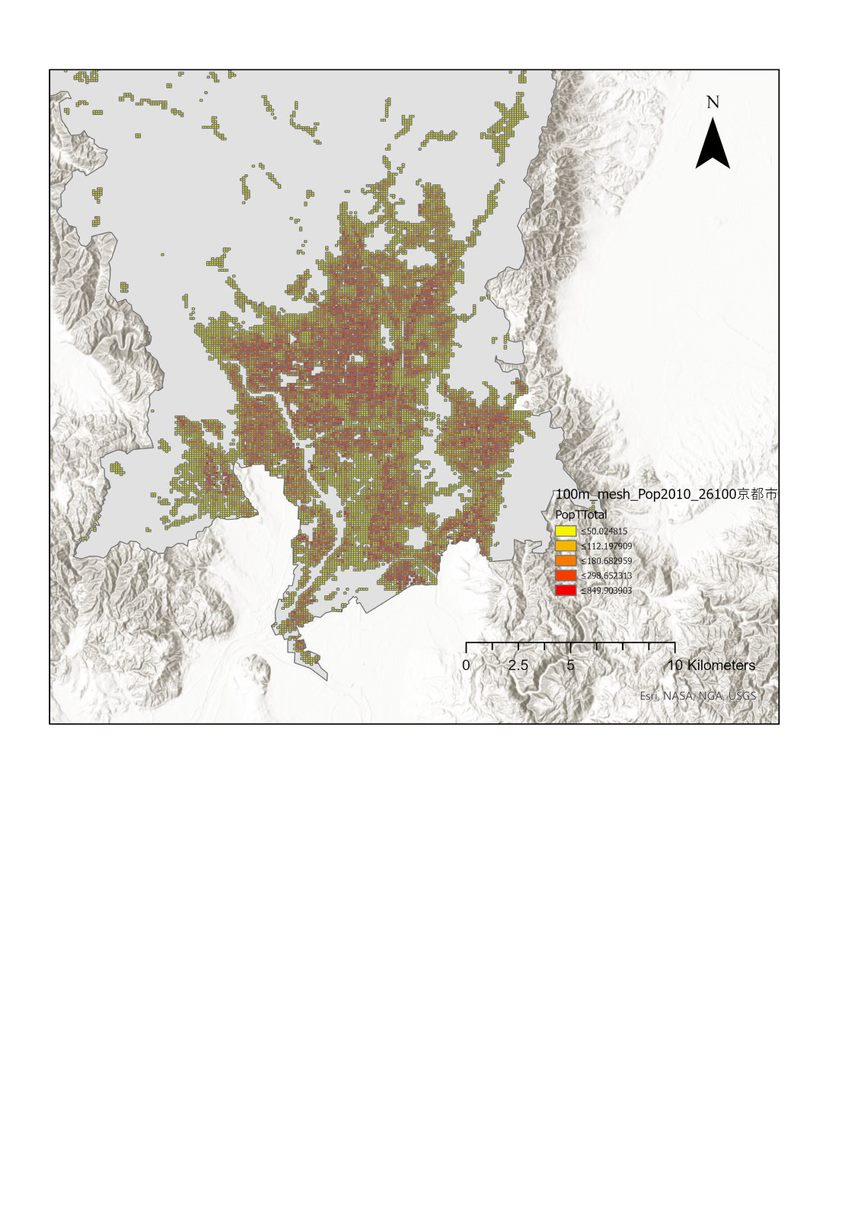 N
100m_mesh_Pop2010_26100京都市
PopTTotal
≤50.024815
≤112.197909
≤180.682959
≤298.652313
≤849.903903
0 2.5 5 10 Kilometers
Esri, NASA, NGA, USGS